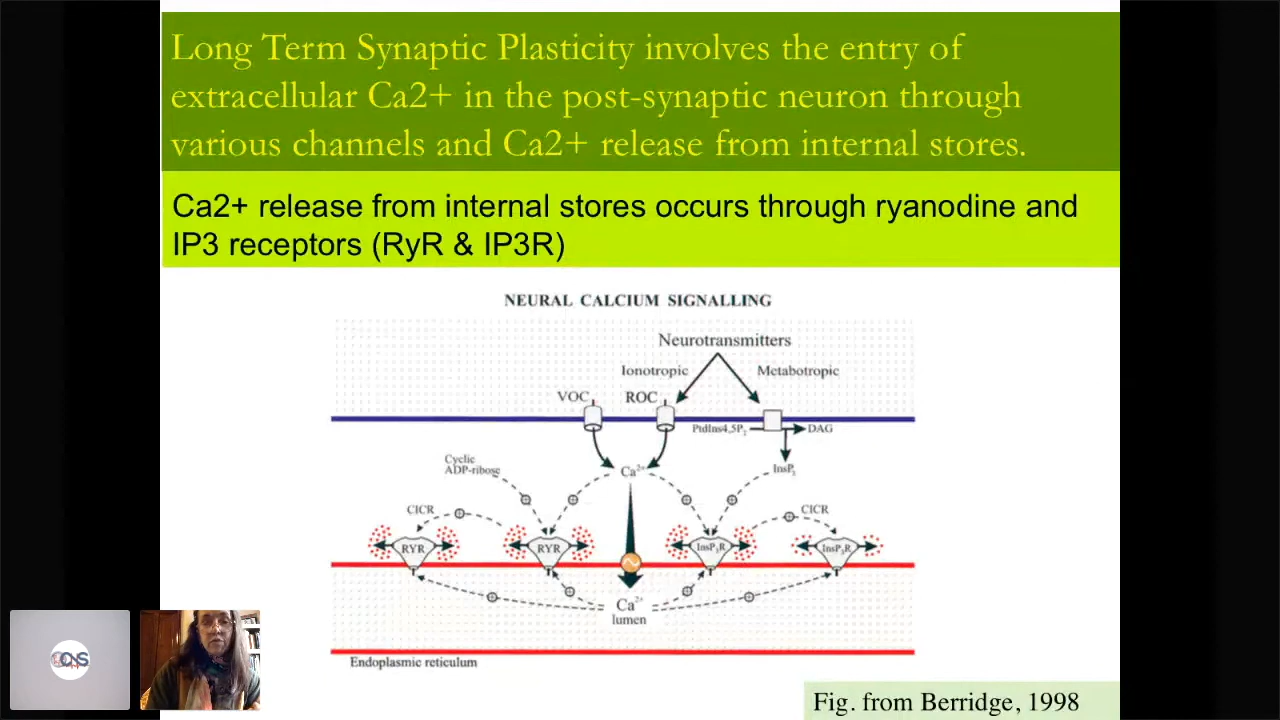 Long Term Synaptic Plasticity involves the entry of
extracellular Ca2+ in the post-synaptic neuron through
various channels and Ca2+ release from internal stores.
Ca2+ release from internal stores occurs through ryanodine and
IP3 receptors (RyR & IP3R)
NEURAL CALCIUM SIGNALLING
Neurotransmitters
Ionotropic
Metabotropic
VOC
ROC
PtdIns4,5P2
DAG
Cyclic
ADP-ribose
Ca2+
InsP3
CICR
CICR
RYR
RYR
InsP3R
InsP3R
Ca2+
lumen
Endoplasmic reticulum
Fig. from Berridge, 1998